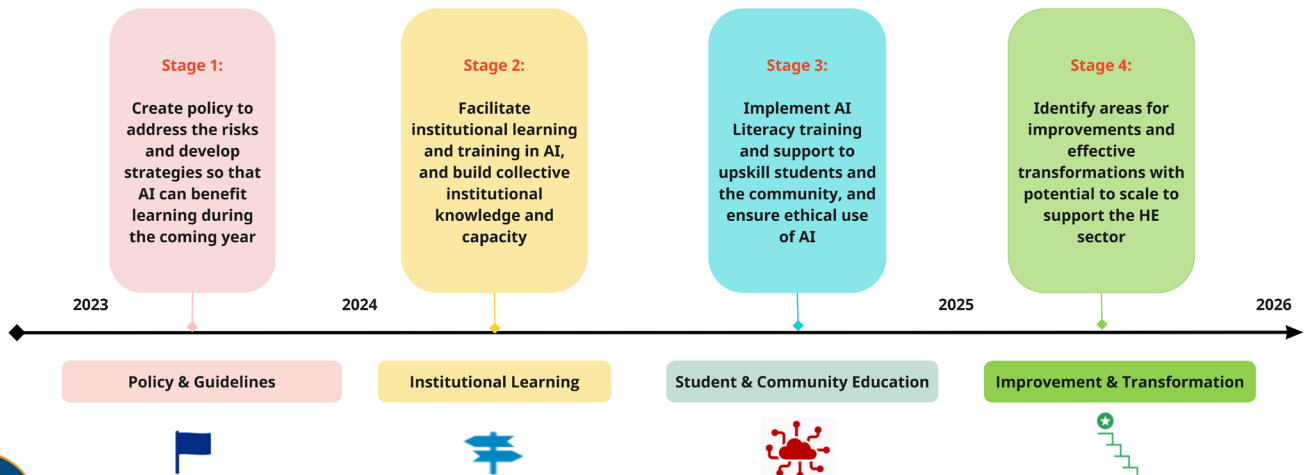 Stage 1:
Create policy to
address the risks
and develop
strategies so that
AI can benefit
learning during
the coming year
Stage 2:
Facilitate
institutional learning
and training in AI,
and build collective
institutional
knowledge and
capacity
Stage 3:
Implement AI
Literacy training
and support to
upskill students and
the community, and
ensure ethical use
of AI
Stage 4:
Identify areas for
improvements and
effective
transformations with
potential to scale to
support the HE
sector
2023
2024
2025
2026
Policy & Guidelines
Institutional Learning
Student & Community Education
Improvement & Transformation